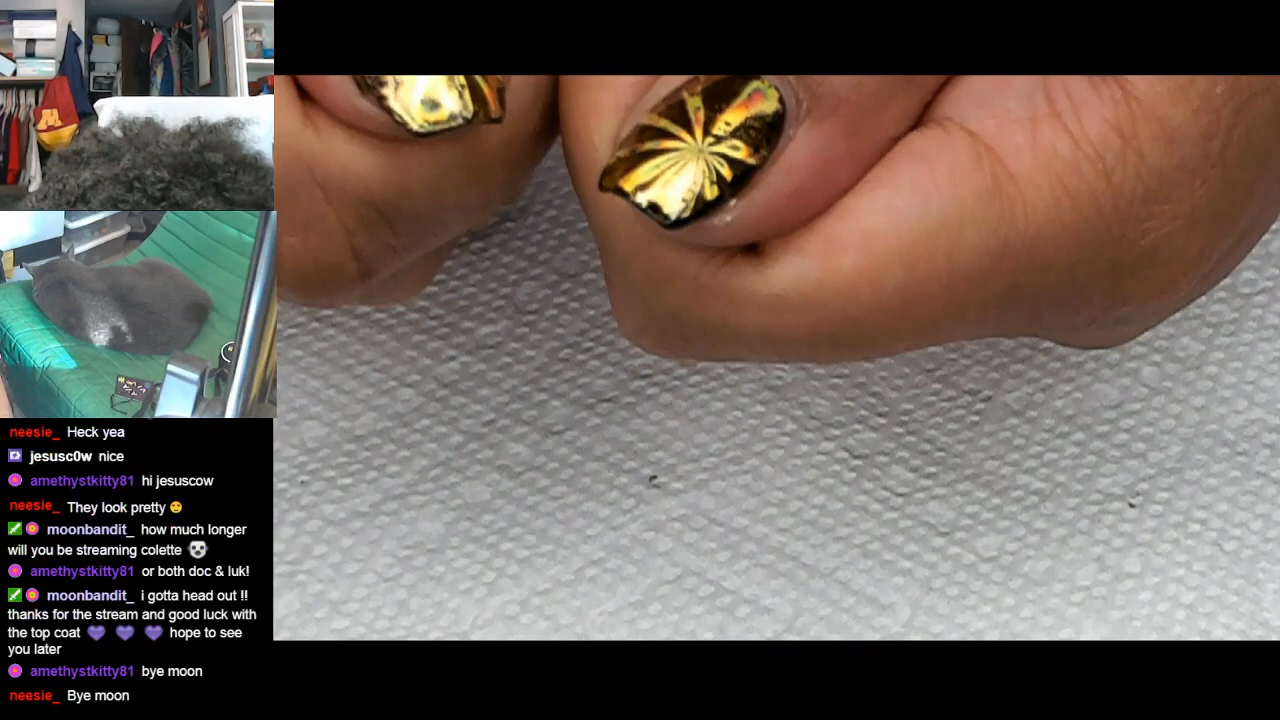 M
neesie_ Heck yea
jesusc0w nice
amethystkitty81 hi jesuscow
neesie_ They look pretty
moonbandit_ how much longer
will you be streaming colette
amethystkitty81 or both doc & luk!
moonbandit_ i gotta head out !!
thanks for the stream and good luck with
the top coat 💜 💜 💜 hope to see
you later
amethystkitty81 bye moon
neesie_ Bye moon